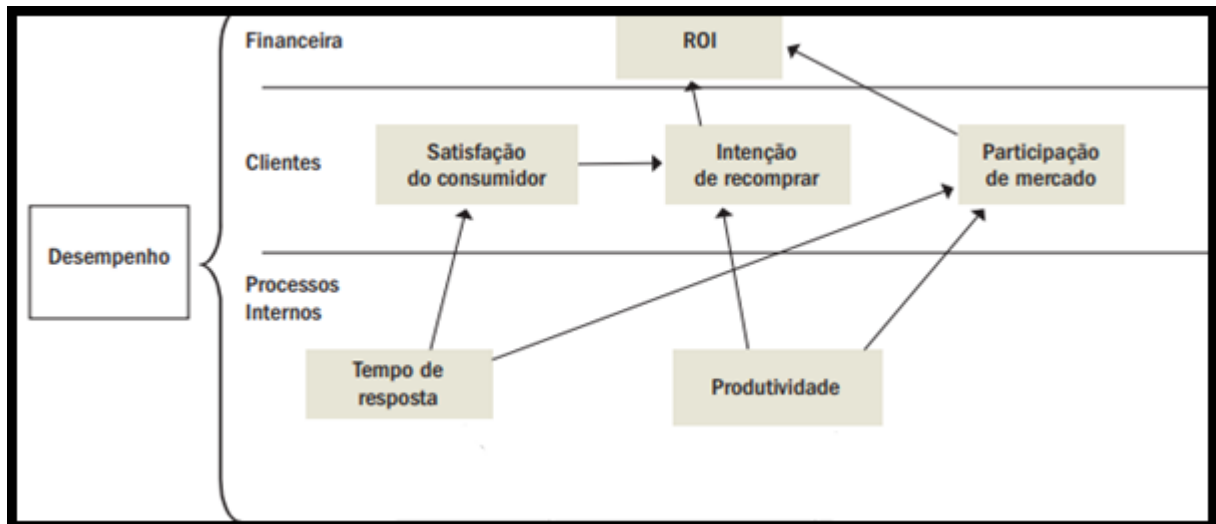 Financeira
ROI
Clientes
Satisfação
do consumidor
Intenção
de recomprar
Participação
de mercado
Desempenho
Processos
Internos
Tempo de
resposta
Produtividade